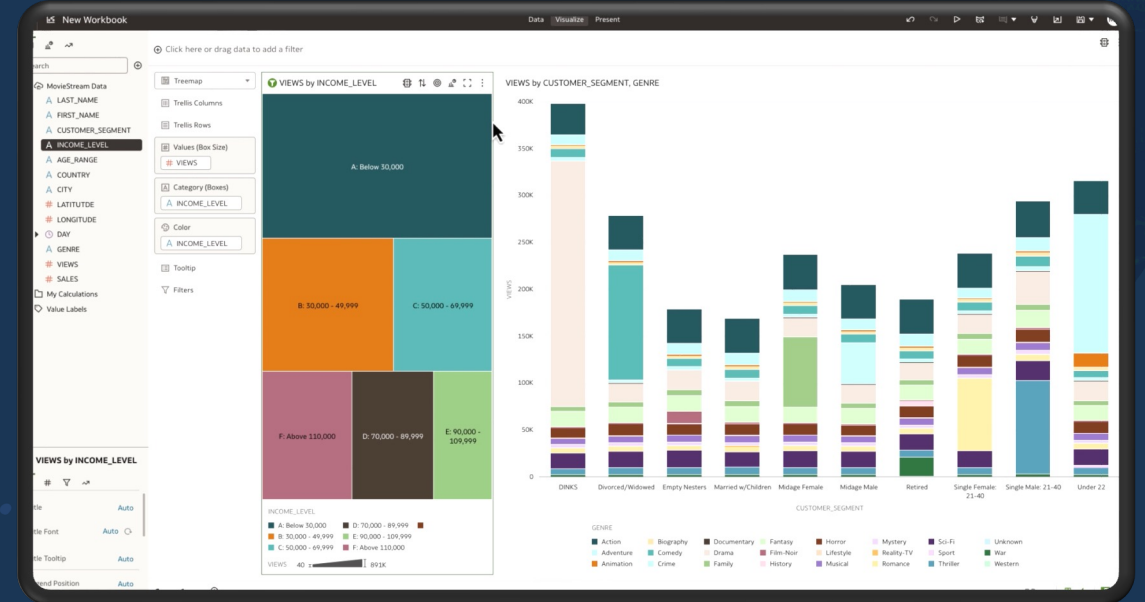 New Workbook
Data Visualize Present
Click here or drag data to add a filter
earch
MovieStream Data
A LAST_NAME
A FIRST_NAME
A CUSTOMER_SEGMENT
A INCOME_LEVEL
A AGE_RANGE
A COUNTRY
A CITY
# LATITUTDE
# LONGITUDE
DAY
A GENRE
# VIEWS
# SALES
My Calculations
Value Labels
VIEWS by INCOME_LEVEL
#
itle Auto
itle Font Auto
itle Tooltip Auto
gend Position Auto
Treemap
Trellis Columns
Trellis Rows
Values (Box Size)
# VIEWS
Category (Boxes)
A INCOME_LEVEL
Color
A INCOME_LEVEL
Tooltip
Filters
VIEWS by INCOME_LEVEL
A: Below 30,000
B: 30,000 - 49,999
C: 50,000 - 69,999
F: Above 110,000
D: 70,000 - 89,999
E: 90,000 -
109,999
INCOME_LEVEL
A: Below 30,000 D: 70,000 - 89,999
B: 30,000 - 49,999 E: 90,000 - 109,999
C: 50,000 - 69,999 F: Above 110,000
VIEWS 40 891K
VIEWS by CUSTOMER_SEGMENT, GENRE
400K
350K
300K
250K
200K
150K
100K
50K
0
VIEWS
DINKS Divorced/Widowed Empty Nesters Married w/Children Midage Female Midage Male Retired Single Female: Single Male: 21-40 Under 22
21-40
CUSTOMER_SEGMENT
GENRE
Action Biography Documentary Fantasy Horror Mystery Sci-Fi Unknown
Adventure Comedy Drama Film-Noir Lifestyle Reality-TV Sport War
Animation Crime Family History Musical Romance Thriller Western